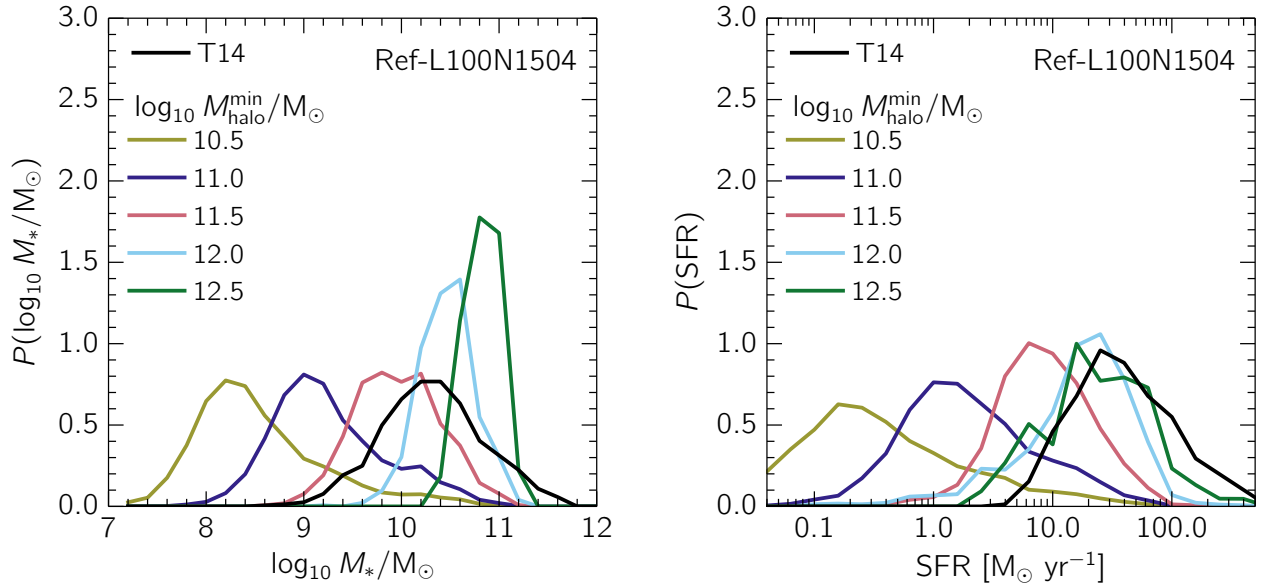 3.0
2.5
2.0
1.5
1.0
0.5
0.0
P(log₁₀ M∗/M⊙)
T14
Ref-L100N1504
log₁₀ M_halo^min/M⊙
10.5
11.0
11.5
12.0
12.5
7 8 9 10 11 12
log₁₀ M∗/M⊙
3.0
2.5
2.0
1.5
1.0
0.5
0.0
P(SFR)
T14
Ref-L100N1504
log₁₀ M_halo^min/M⊙
10.5
11.0
11.5
12.0
12.5
0.1 1.0 10.0 100.0
SFR [M⊙ yr⁻¹]